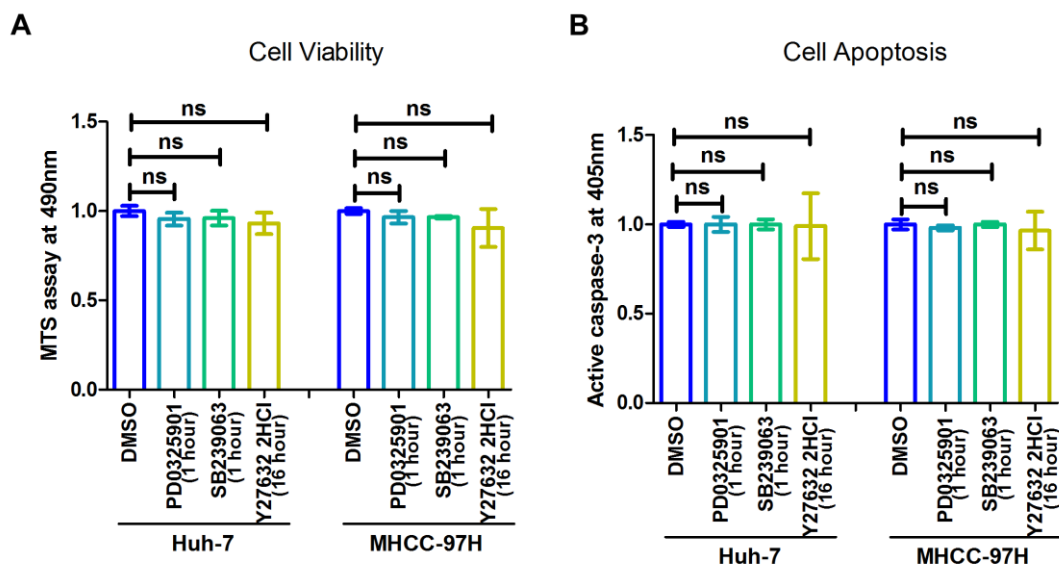 A
Cell Viability
MTS assay at 490nm
1.5
1.0
0.5
0.0
ns
ns
ns
ns
ns
ns
DMSO
PD0325901
(1 hour)
SB239063
(1 hour)
Y27632 2HCl
(16 hour)
DMSO
PD0325901
(1 hour)
SB239063
(1 hour)
Y27632 2HCl
(16 hour)
Huh-7
MHCC-97H
B
Cell Apoptosis
Active caspase-3 at 405nm
1.5
1.0
0.5
0.0
ns
ns
ns
ns
ns
ns
DMSO
PD0325901
(1 hour)
SB239063
(1 hour)
Y27632 2HCl
(16 hour)
DMSO
PD0325901
(1 hour)
SB239063
(1 hour)
Y27632 2HCl
(16 hour)
Huh-7
MHCC-97H